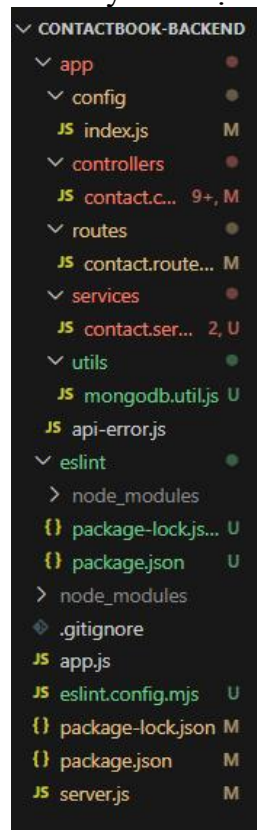 CONTACTBOOK-BACKEND
app
config
JS index.js M
controllers
JS contact.c... 9+, M
routes
JS contact.route... M
services
JS contact.ser... 2, U
utils
JS mongodb.util.js U
JS api-error.js
eslint
node_modules
{} package-lock.js... U
{} package.json U
node_modules
.gitignore
JS app.js
JS eslint.config.mjs U
{} package-lock.json M
{} package.json M
JS server.js M